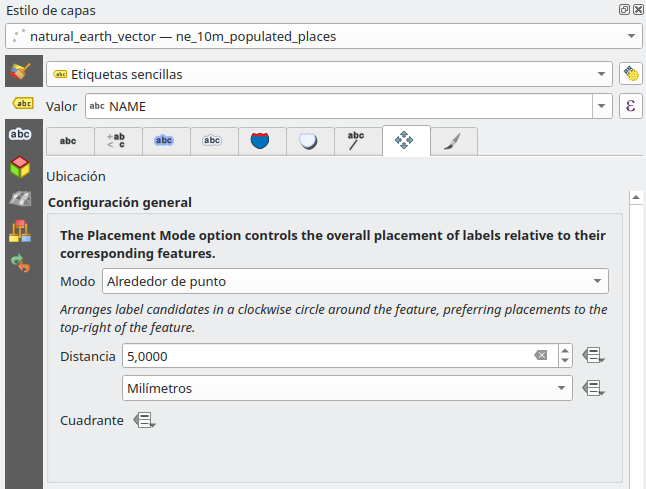 Estilo de capas
natural_earth_vector — ne_10m_populated_places
abc Etiquetas sencillas
abc
Valor abc NAME ε
abc
abc +ab < c abc abc abc
Ubicación
Configuración general
The Placement Mode option controls the overall placement of labels relative to their
corresponding features.
Modo Alrededor de punto
Arranges label candidates in a clockwise circle around the feature, preferring placements to the
top-right of the feature.
Distancia 5,0000
Milímetros
Cuadrante